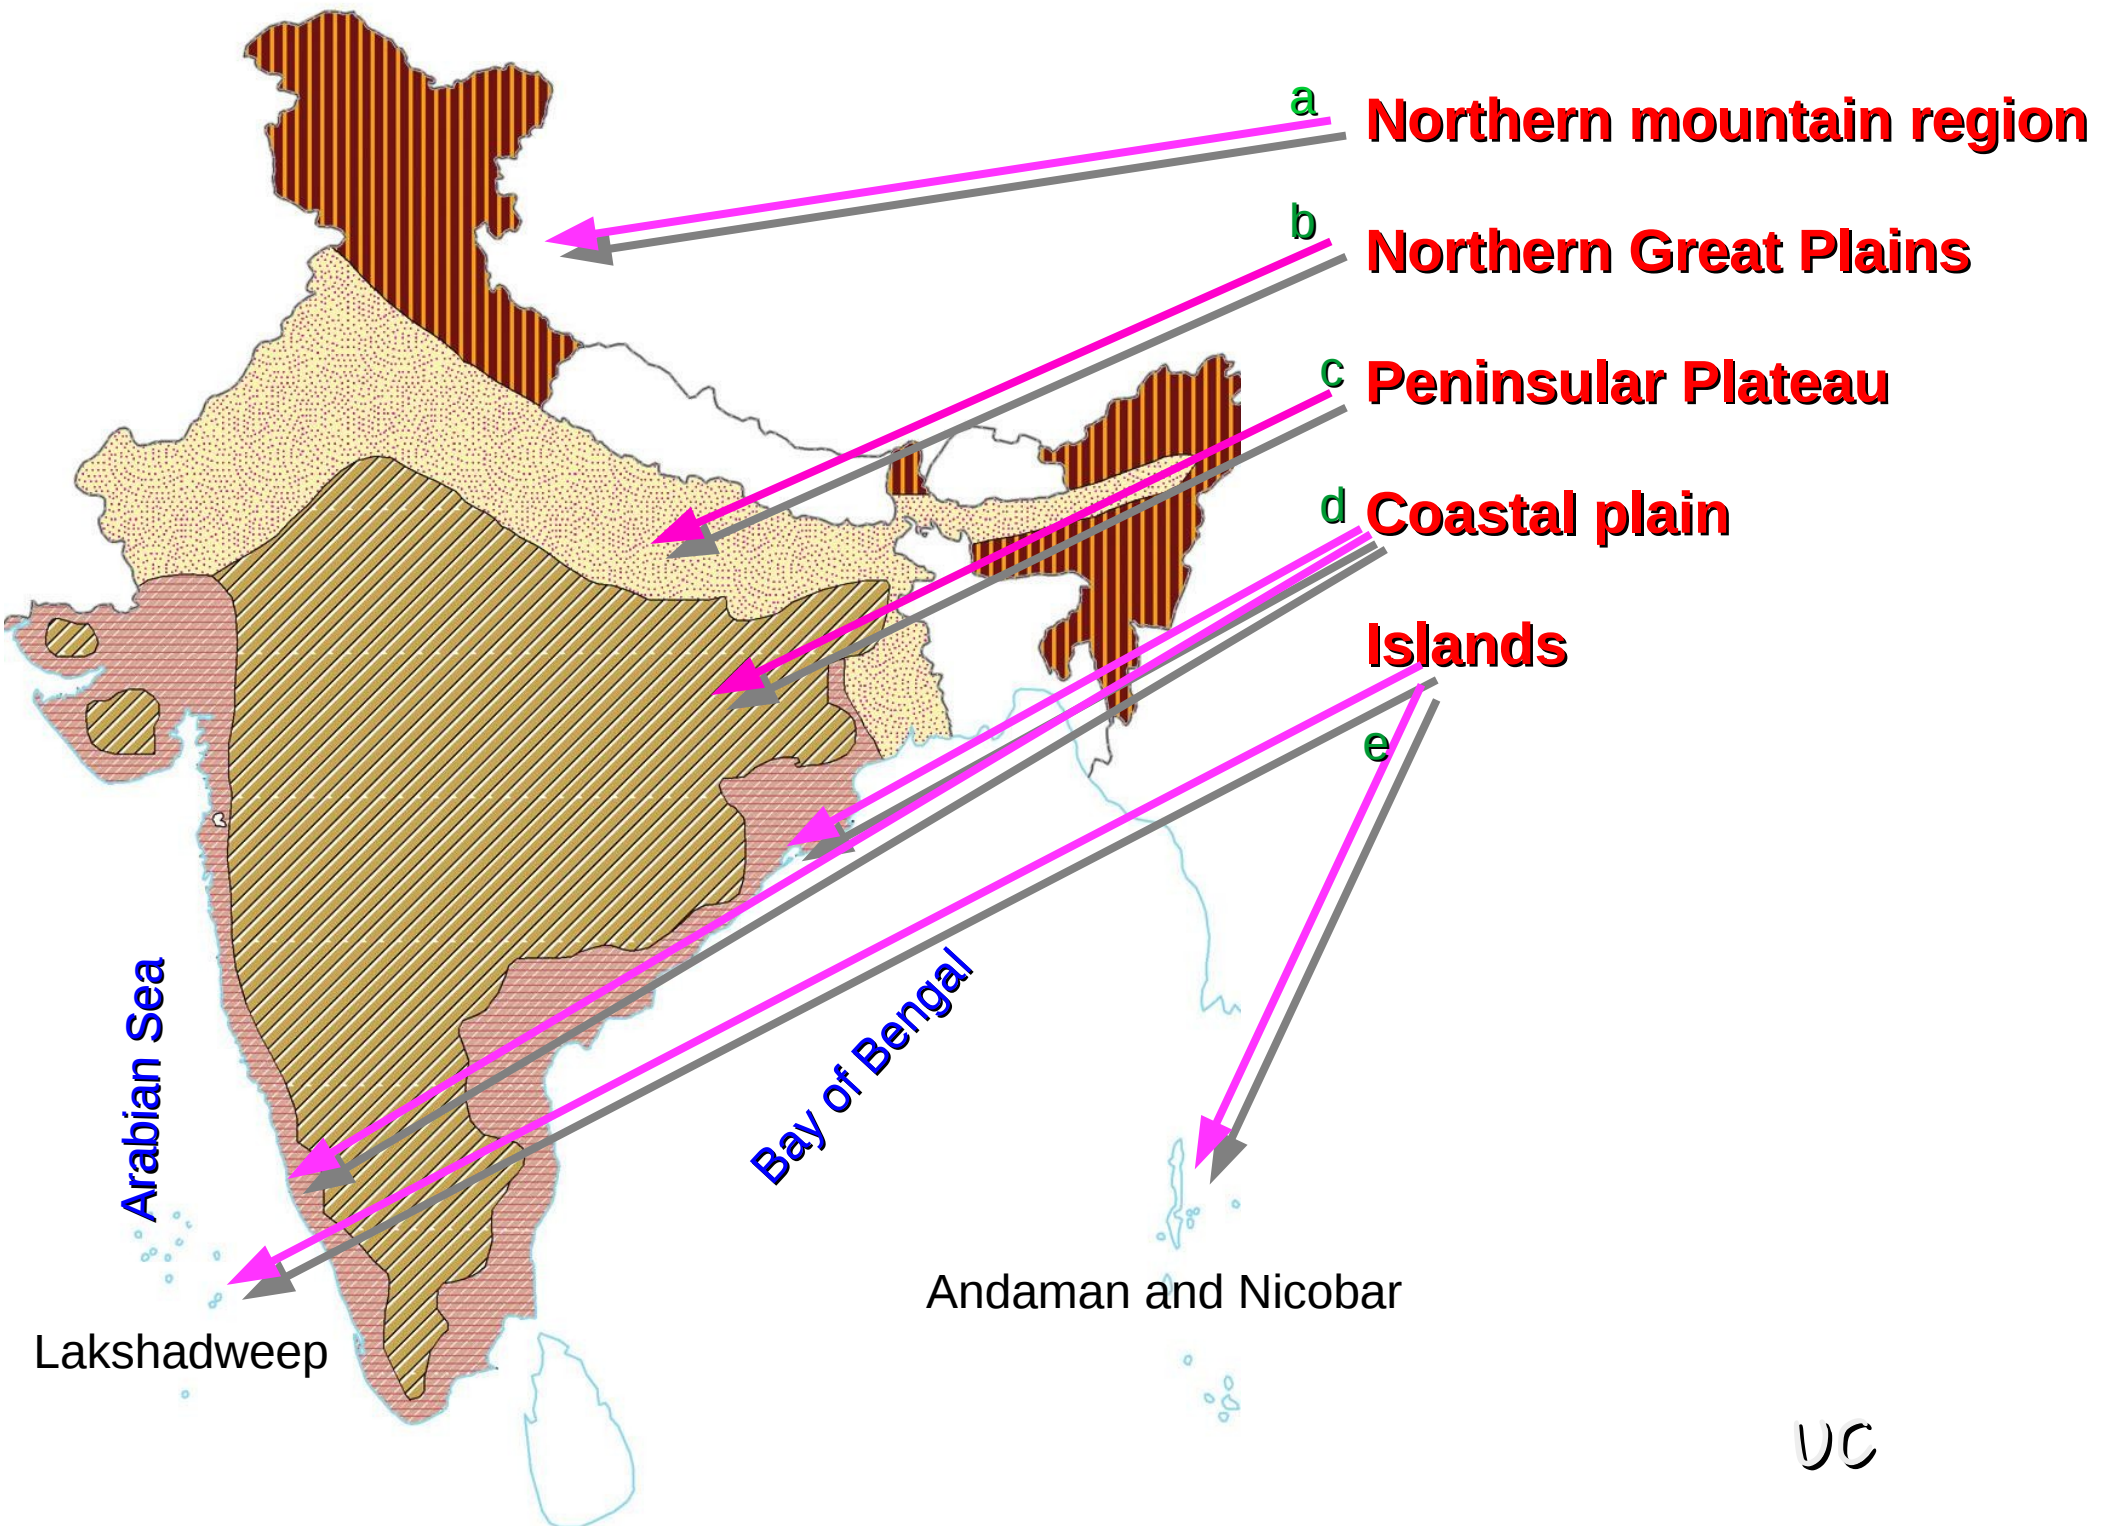 a
Northern mountain region
b
Northern Great Plains
c
Peninsular Plateau
d
Coastal plain
Islands
e
Arabian Sea
Bay of Bengal
Andaman and Nicobar
Lakshadweep
UC